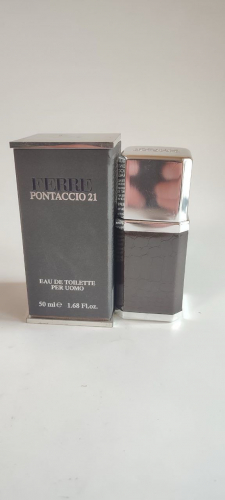 FERRE
PONTACCIO 21
EAU DE TOILETTE
PER UOMO
50 ml e 1.68 Fl.oz.